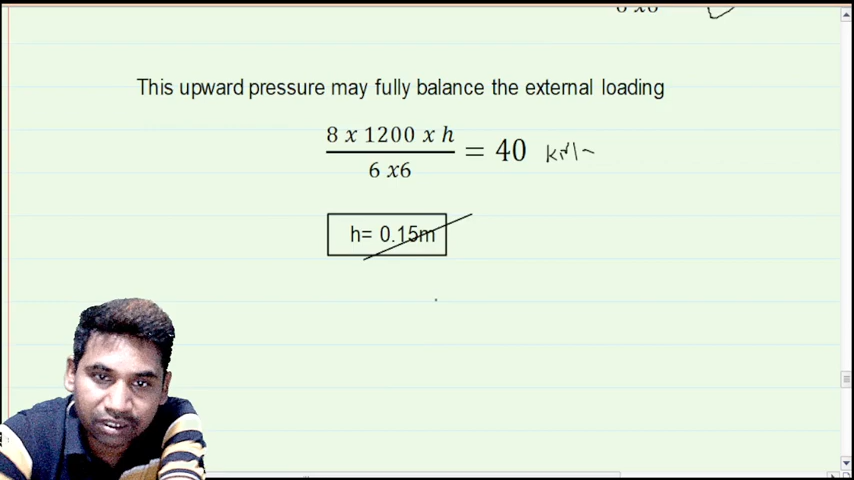 This upward pressure may fully balance the external loading
8 x 1200 x h
= 40
6 x6
h= 0.15m